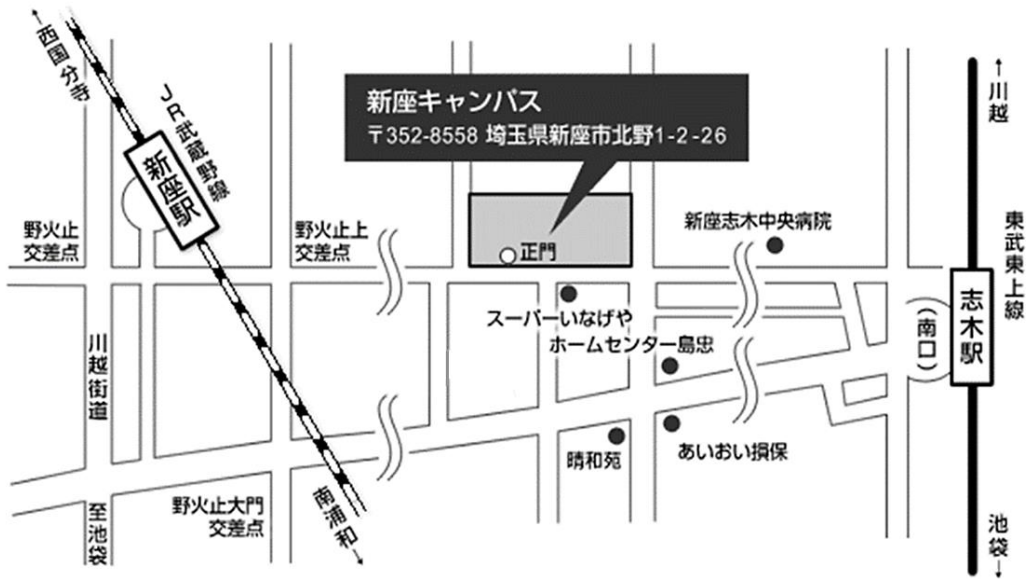 西国分寺
JR武蔵野線
新座駅
新座キャンパス
〒352-8558 埼玉県新座市北野1-2-26
川越
野火止
交差点
野火止上
交差点
正門
新座志木中央病院
東武東上線
志木駅
(南口)
スーパーいなげや
ホームセンター島忠
川越街道
晴和苑
あいおい損保
野火止大門
交差点
至池袋
南浦和
池袋